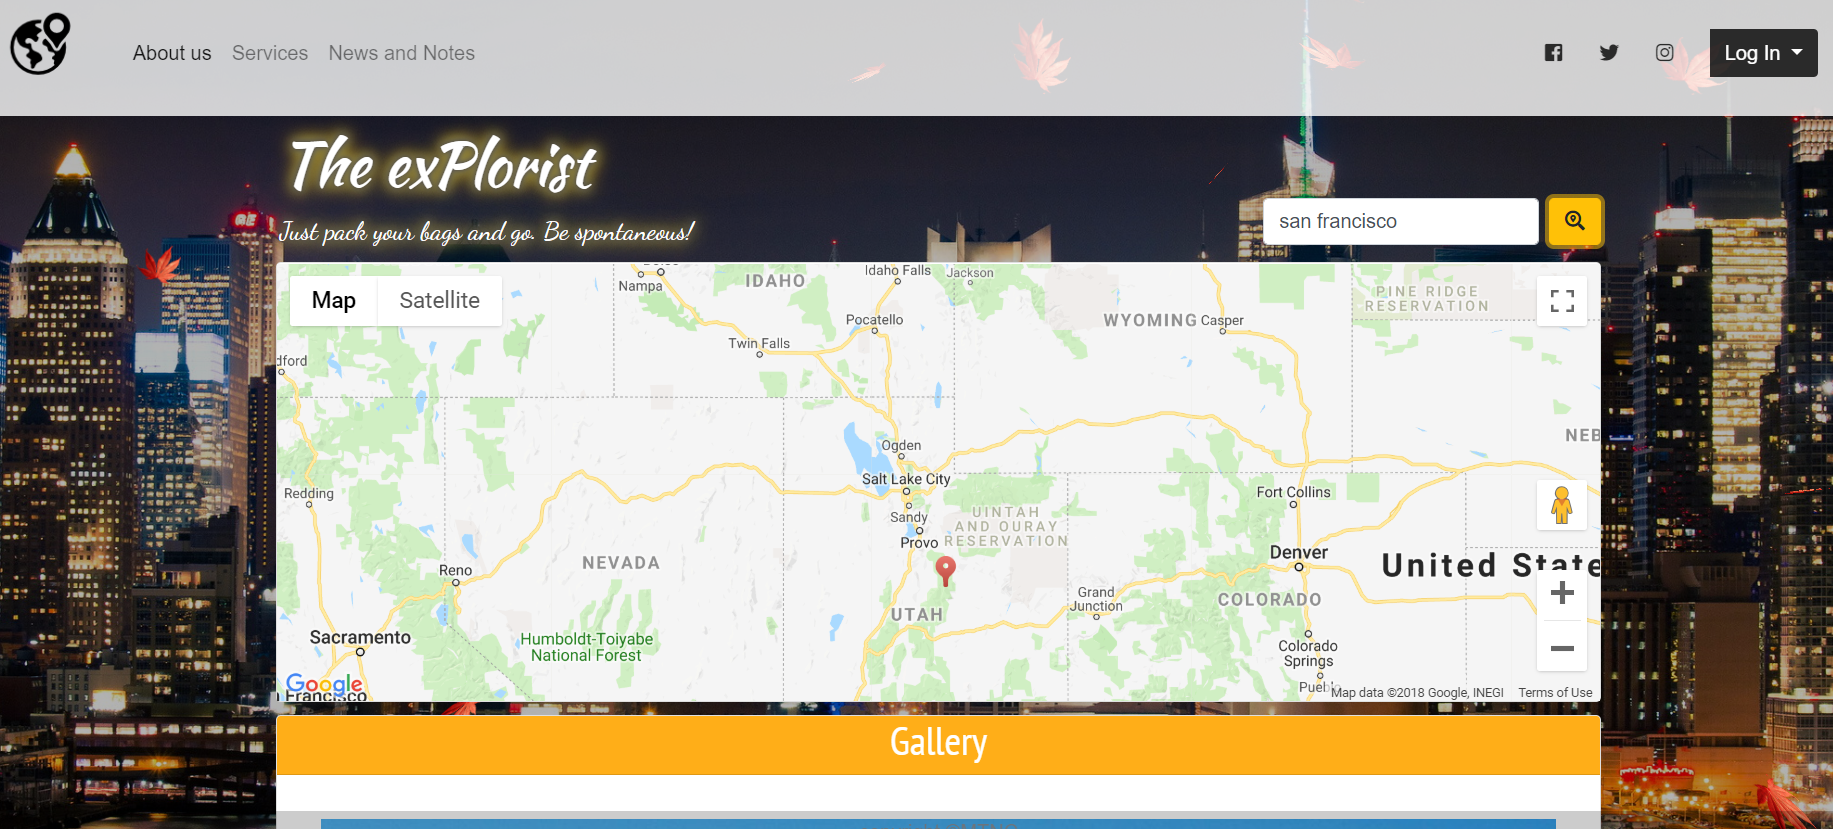 About us Services News and Notes
Log In
The exPlorist
Just pack your bags and go. Be spontaneous!
san francisco
Map Satellite
Nampa
IDAHO
Idaho Falls
Jackson
PINE RIDGE
RESERVATION
Pocatello
WYOMING
Casper
Twin Falls
dford
Ogden
NEB
Salt Lake City
Redding
Fort Collins
Sandy
UINTAH
AND OURAY
RESERVATION
Provo
Reno
NEVADA
Denver
United State
Grand
Junction
COLORADO
UTAH
Sacramento
Humboldt-Toiyabe
National Forest
Colorado
Springs
Google
Francisco
Puebl
Map data ©2018 Google, INEGI Terms of Use
Gallery